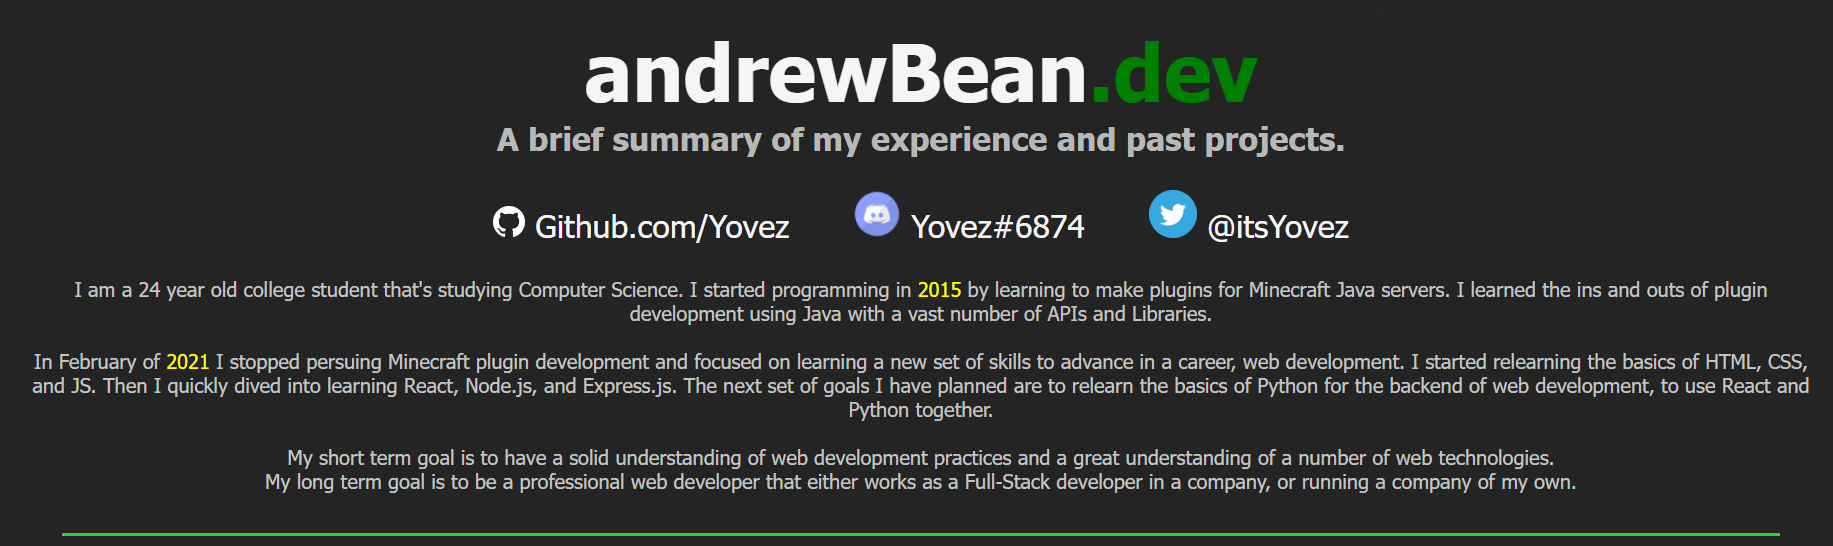 andrewBean.dev
A brief summary of my experience and past projects.
Github.com/Yovez
Yovez#6874
@itsYovez
I am a 24 year old college student that's studying Computer Science. I started programming in 2015 by learning to make plugins for Minecraft Java servers. I learned the ins and outs of plugin
development using Java with a vast number of APIs and Libraries.
In February of 2021 I stopped persuing Minecraft plugin development and focused on learning a new set of skills to advance in a career, web development. I started relearning the basics of HTML, CSS,
and JS. Then I quickly dived into learning React, Node.js, and Express.js. The next set of goals I have planned are to relearn the basics of Python for the backend of web development, to use React and
Python together.
My short term goal is to have a solid understanding of web development practices and a great understanding of a number of web technologies.
My long term goal is to be a professional web developer that either works as a Full-Stack developer in a company, or running a company of my own.